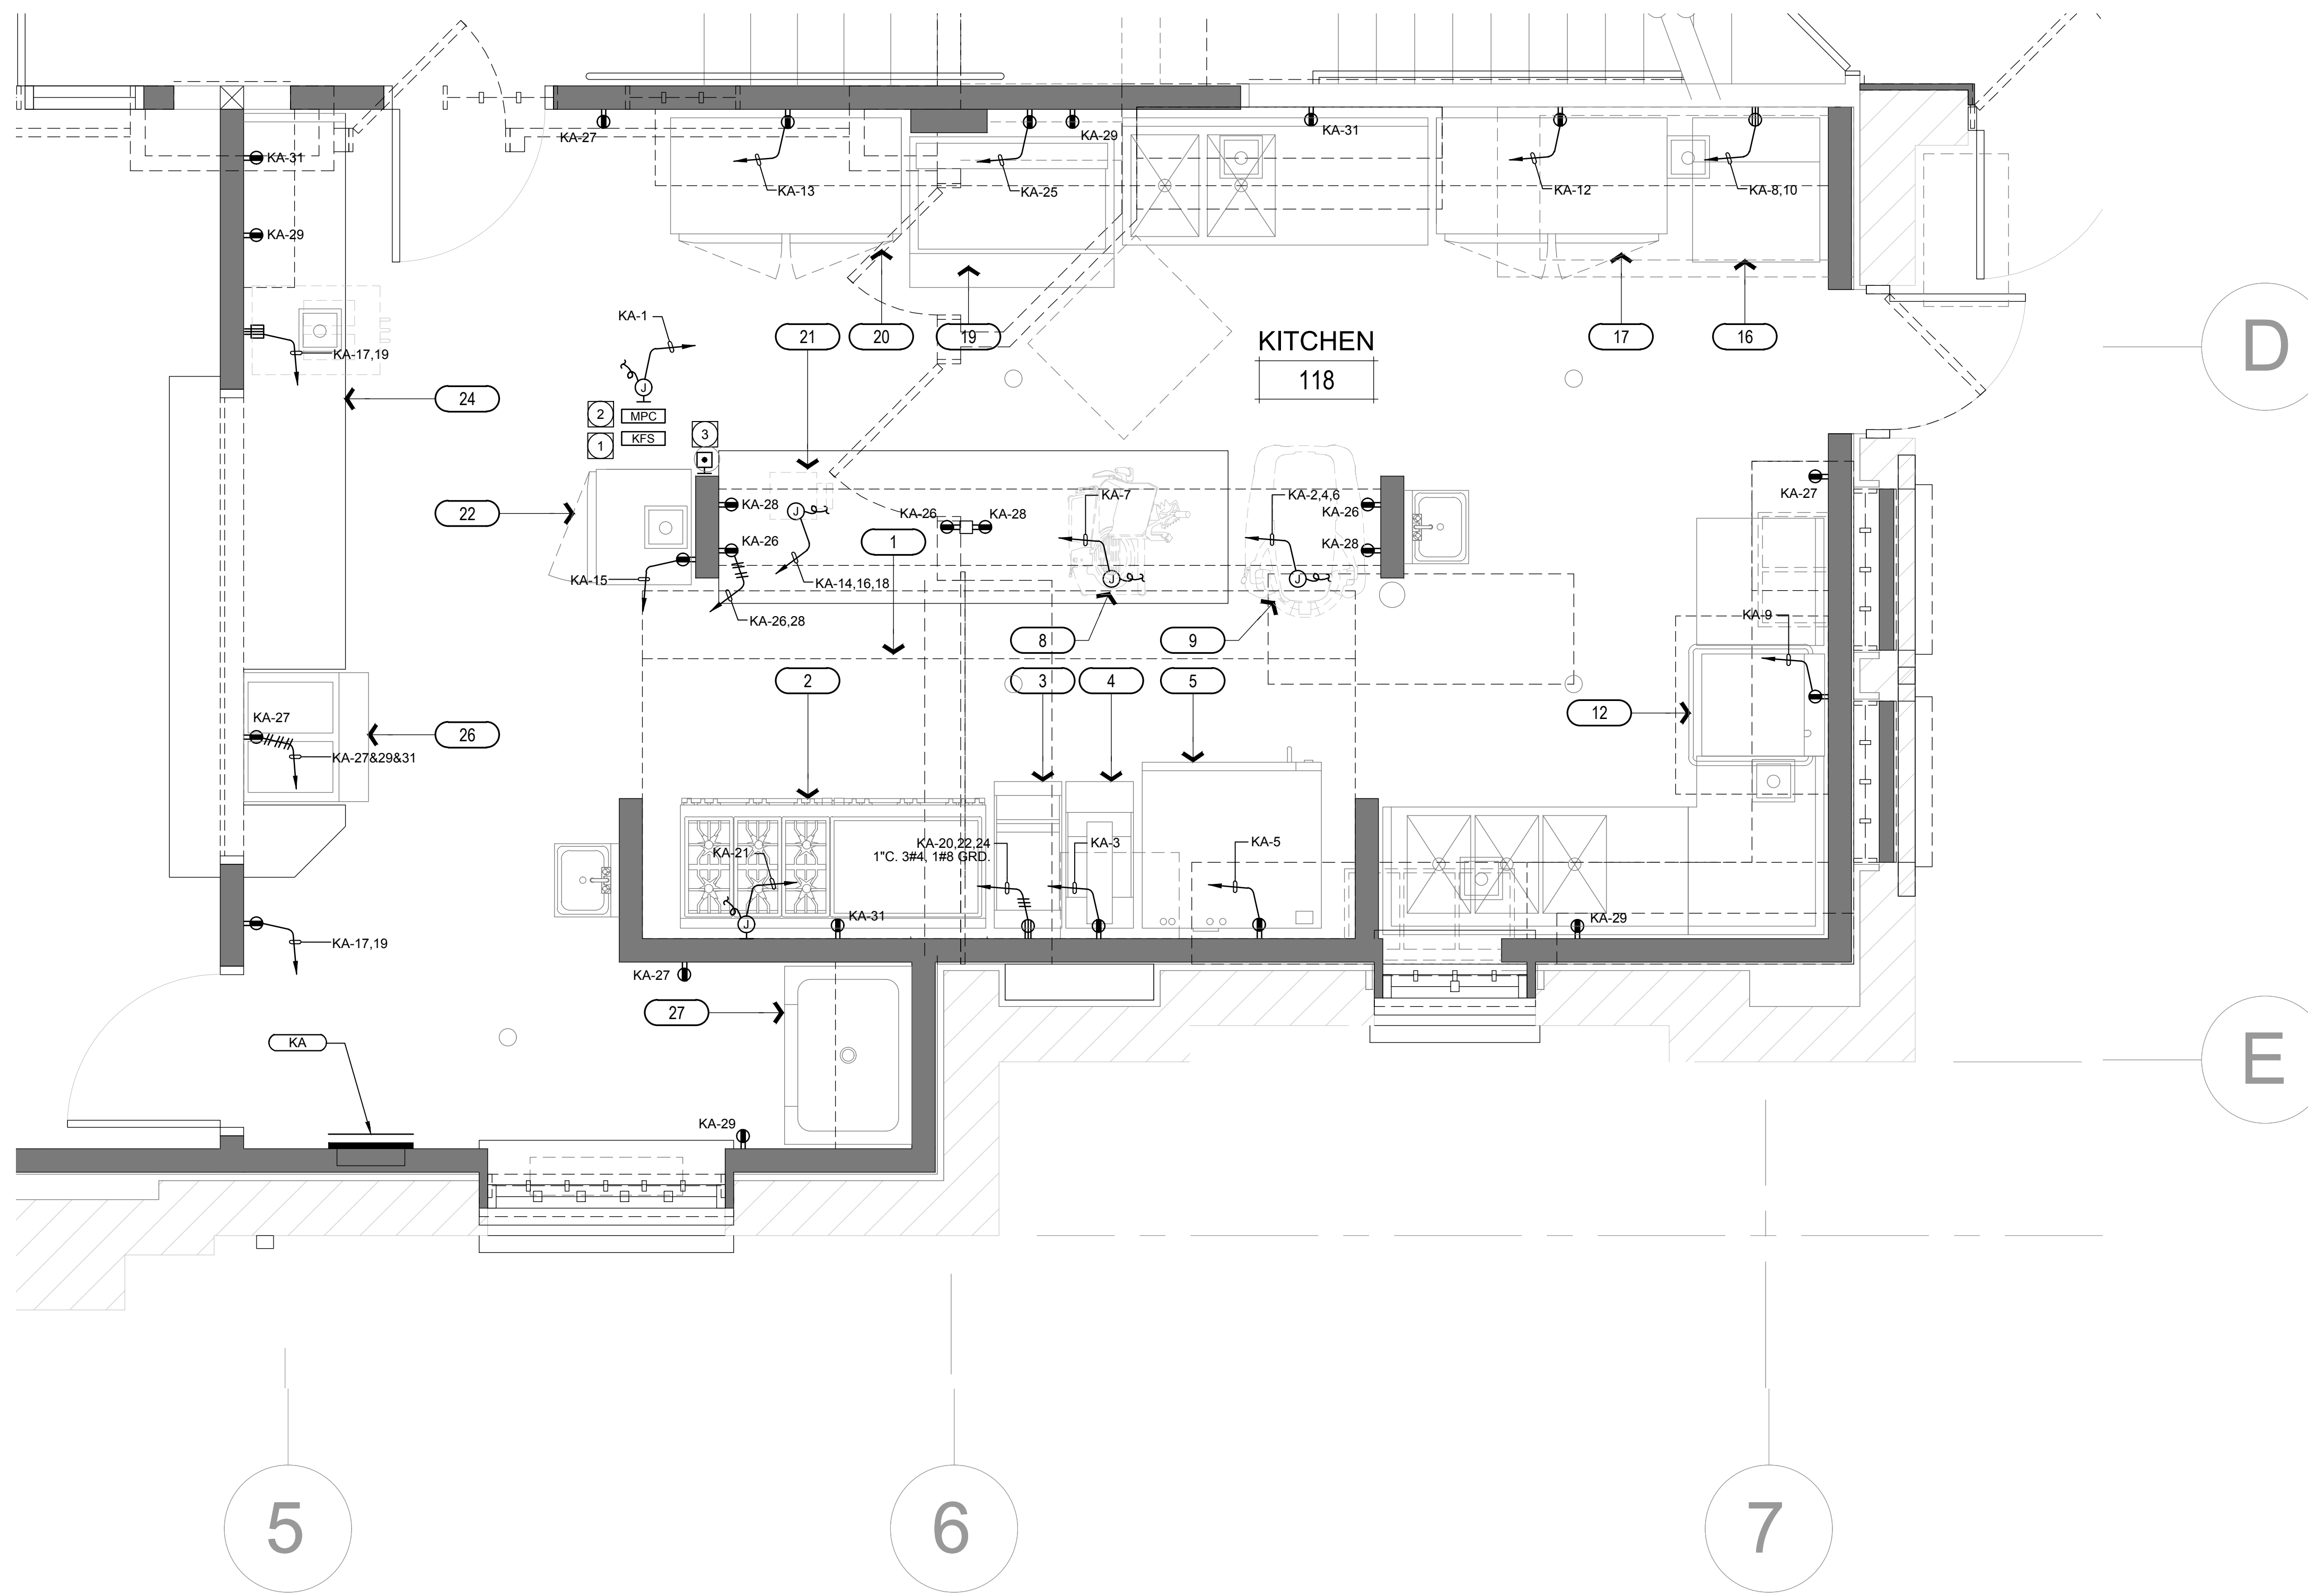 KA-27
KA-29
KA-31
KA-31
KA-13
KA-25
KA-12
KA-8,10
KA-29
KA-1
21
20
19
KITCHEN
118
17
16
D
KA-17,19
J
24
2
MPC
1
KFS
3
22
KA-28
J
KA-26
KA-28
KA-7
KA-2,4,6
KA-26
KA-27
KA-26
1
KA-28
KA-15
KA-14,16,18
J
J
KA-26,28
8
9
KA-9
2
3
4
5
12
KA-27
26
KA-27&29&31
KA-21
KA-20,22,24
1"C. 3#4, 1#8 GRD.
KA-3
KA-5
J
KA-31
KA-29
KA-17,19
KA-27
27
KA
E
KA-29
5
6
7